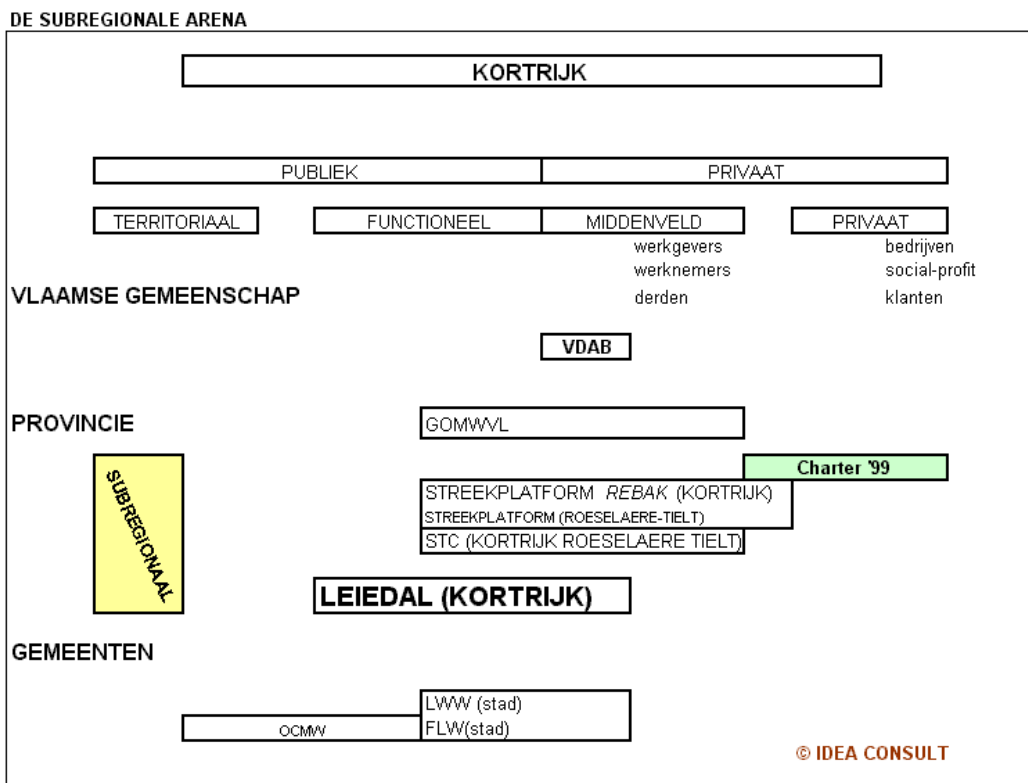 DE SUBREGIONALE ARENA
KORTRIJK
PUBLIEK PRIVAAT
TERRITORIAAL FUNCTIONEEL MIDDENVELD PRIVAAT
werkgevers bedrijven
werknemers social-profit
VLAAMSE GEMEENSCHAP derden klanten
VDAB
PROVINCIE GOMWVL
Charter '99
SUBREGIONAAL
STREEKPLATFORM REBAK (KORTRIJK)
STREEKPLATFORM (ROESELAERE-TIELT)
STC (KORTRIJK ROESELAERE TIELT)
LEIEDAL (KORTRIJK)
GEMEENTEN
LWW (stad)
OCMW FLW(stad)
© IDEA CONSULT